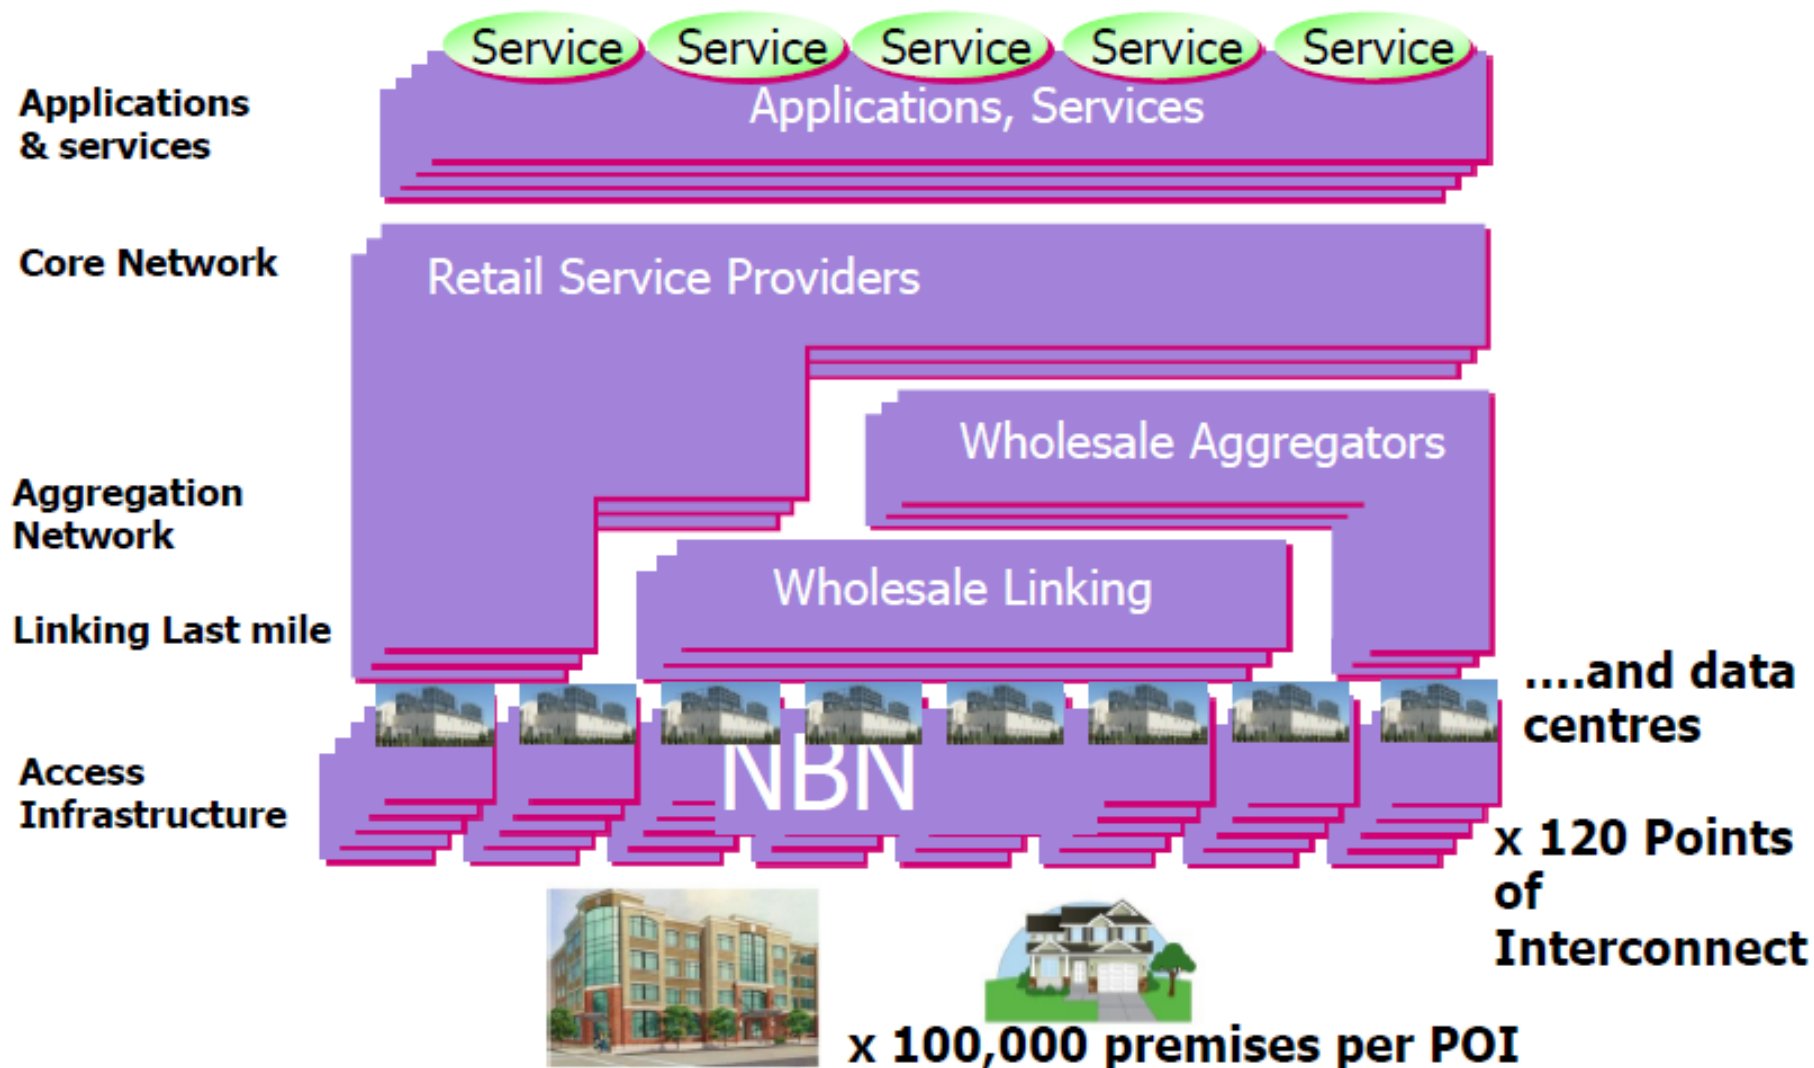 Service Service Service Service Service
Applications
& services
Applications, Services
Core Network
Retail Service Providers
Wholesale Aggregators
Aggregation
Network
Wholesale Linking
Linking Last mile
....and data
centres
NBN
Access
Infrastructure
x 120 Points
of
Interconnect
x 100,000 premises per POI